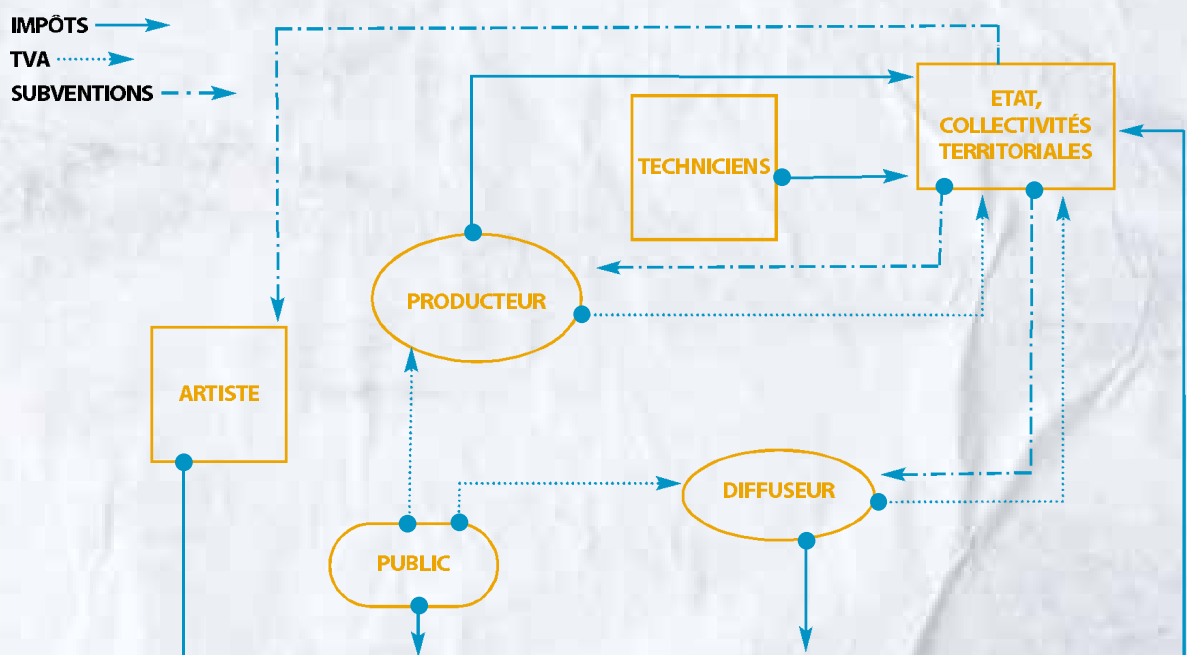 IMPÔTS
TVA
SUBVENTIONS
ETAT,
COLLECTIVITÉS
TERRITORIALES
TECHNICIENS
PRODUCTEUR
ARTISTE
DIFFUSEUR
PUBLIC